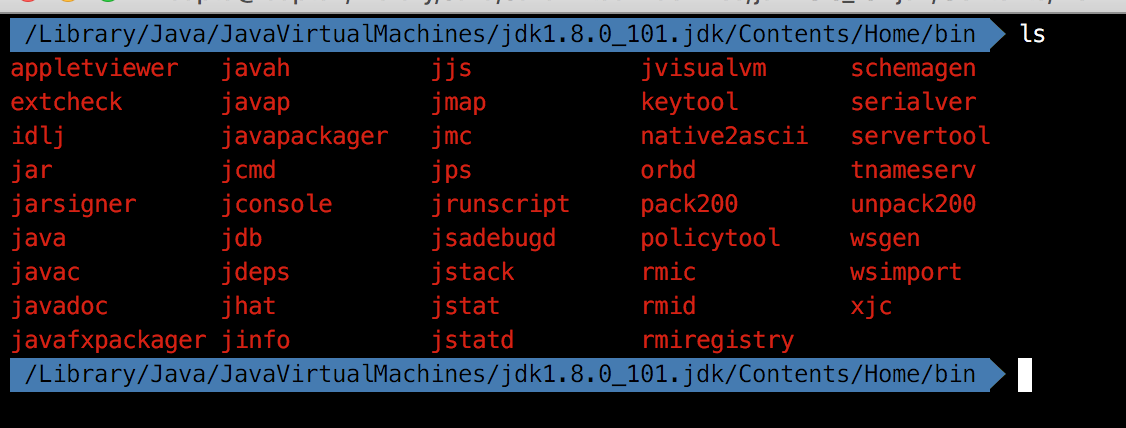 /Library/Java/JavaVirtualMachines/jdk1.8.0_101.jdk/Contents/Home/bin ls
appletviewer javah jjs jvisualvm schemagen
extcheck javap jmap keytool serialver
idlj javapackager jmc native2ascii servertool
jar jcmd jps orbd tnameserv
jarsigner jconsole jrunscript pack200 unpack200
java jdb jsadebugd policytool wsgen
javac jdeps jstack rmic wsimport
javadoc jhat jstat rmid xjc
javafxpackager jinfo jstatd rmiregistry
/Library/Java/JavaVirtualMachines/jdk1.8.0_101.jdk/Contents/Home/bin